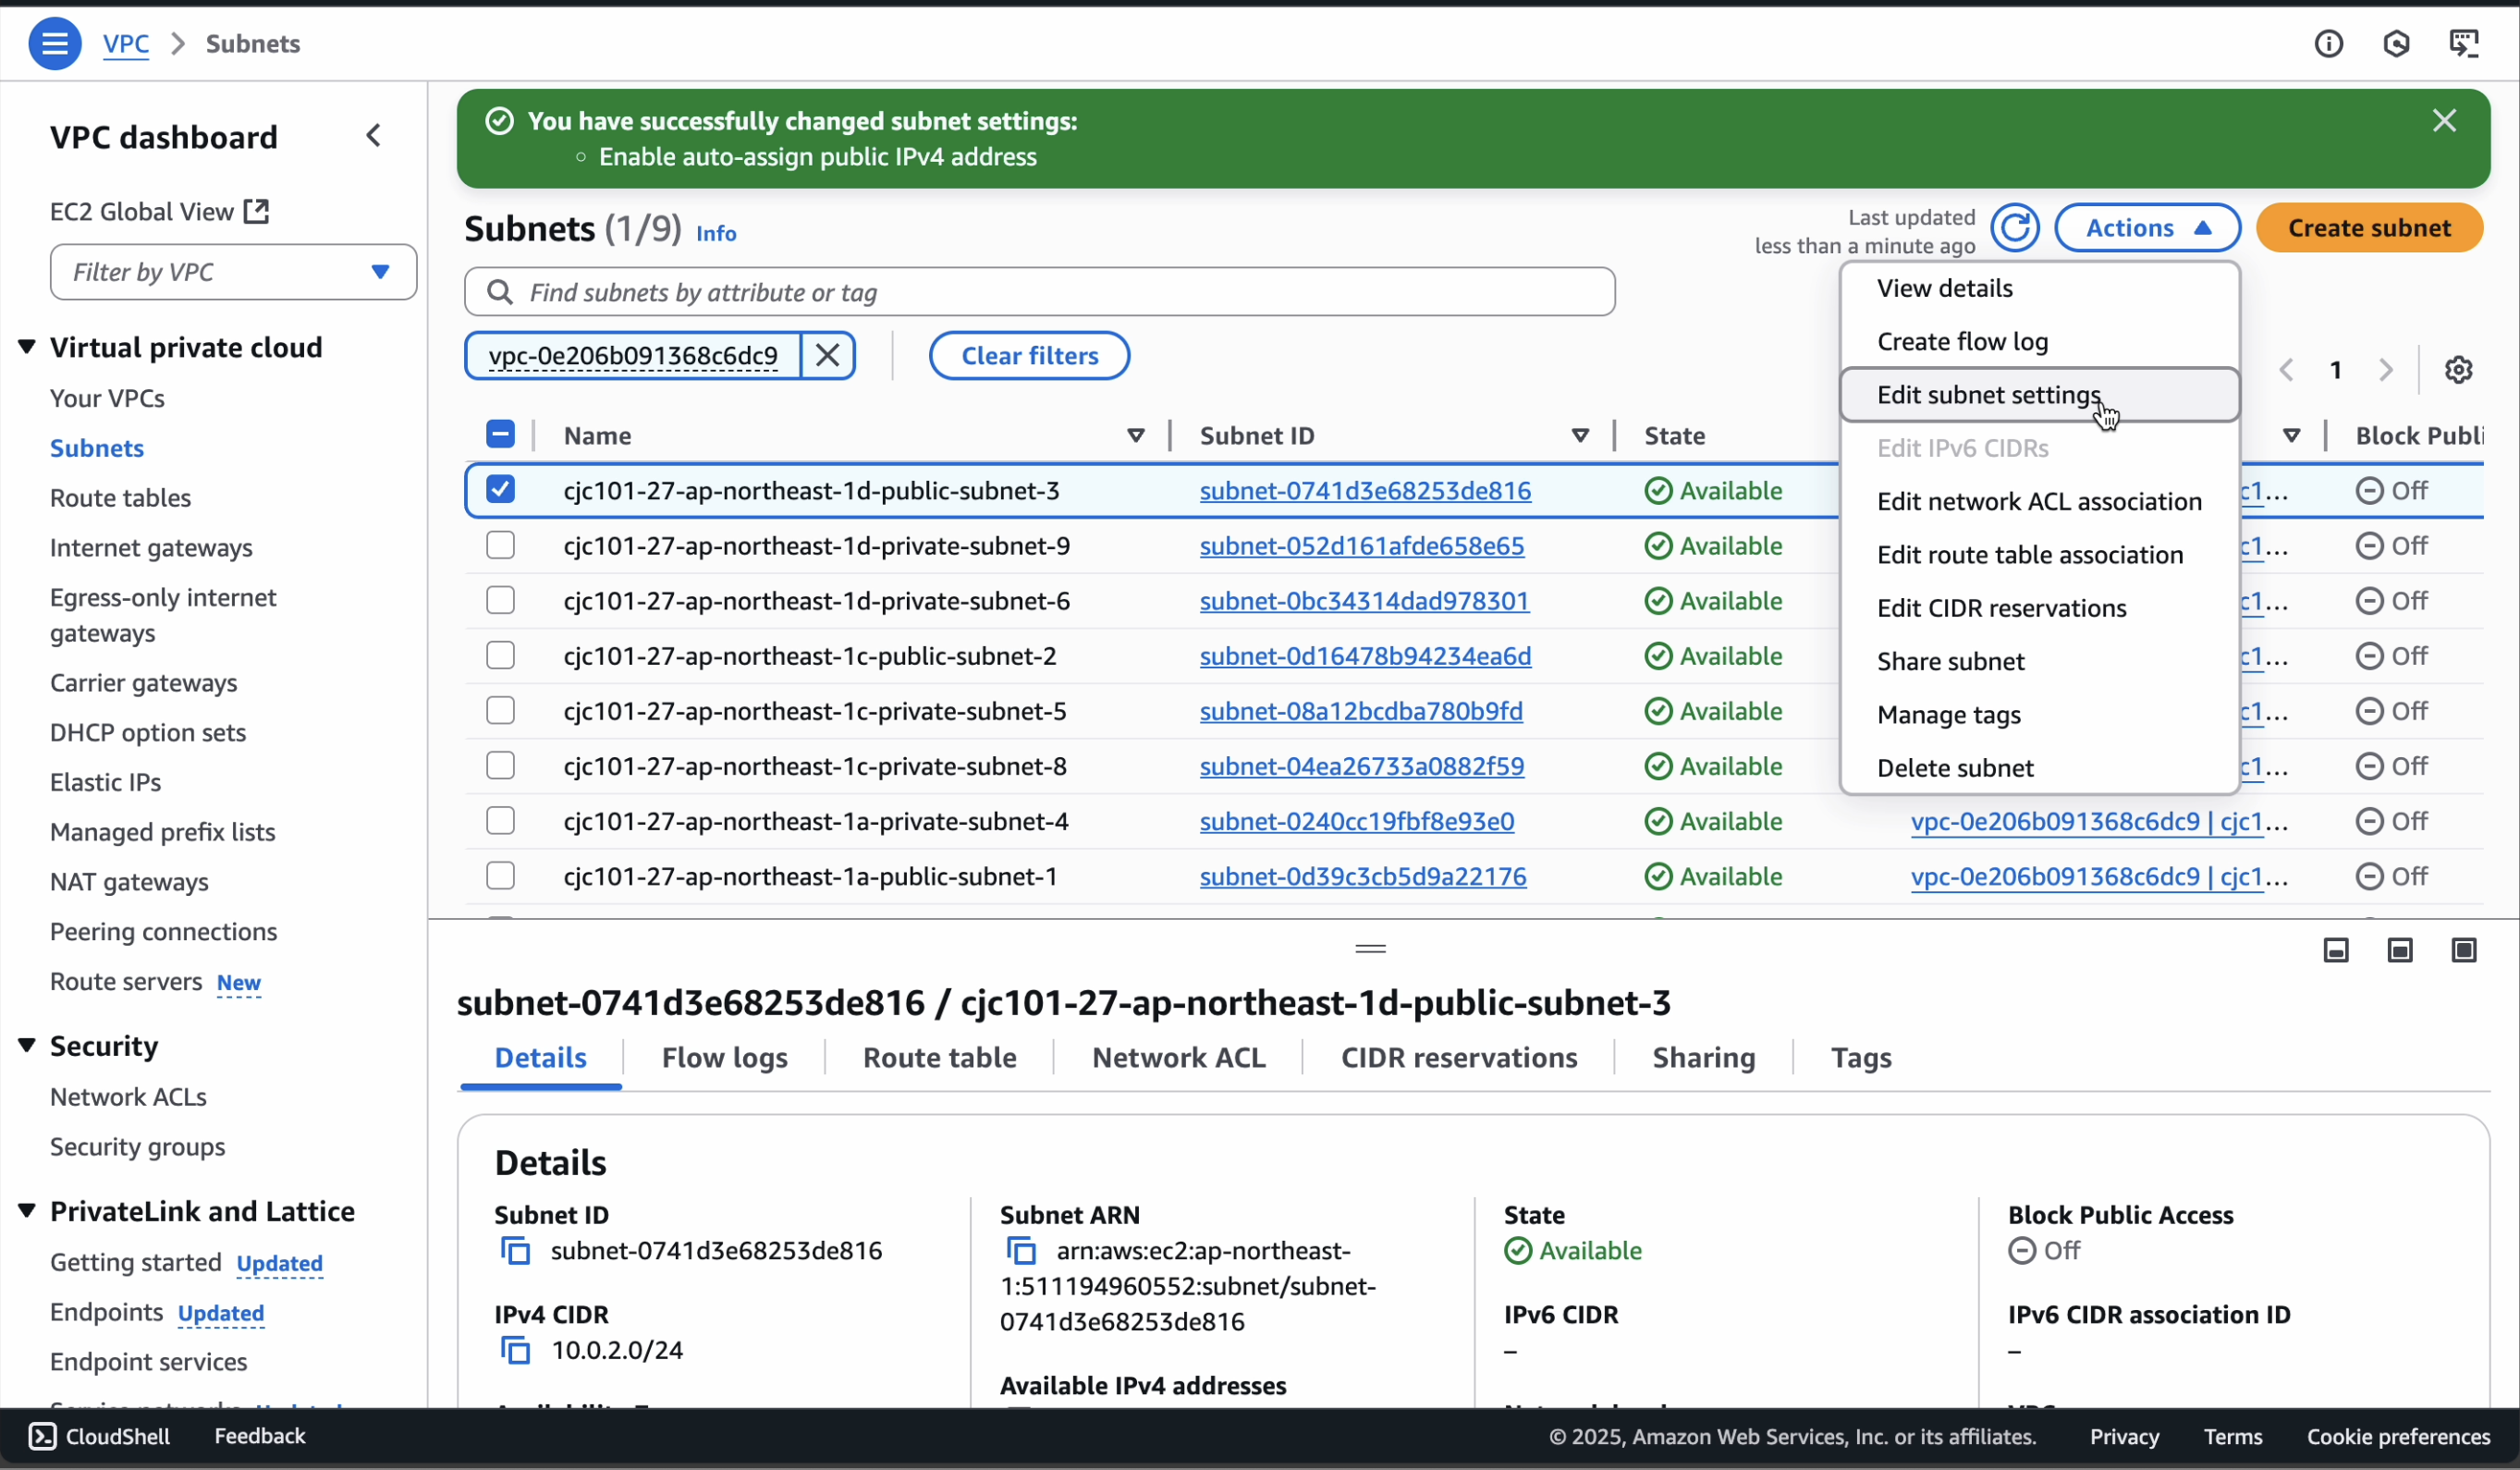 VPC > Subnets
VPC dashboard
EC2 Global View
Filter by VPC
Virtual private cloud
Your VPCs
Subnets
Route tables
Internet gateways
Egress-only internet
gateways
Carrier gateways
DHCP option sets
Elastic IPs
Managed prefix lists
NAT gateways
Peering connections
Route servers New
Security
Network ACLs
Security groups
PrivateLink and Lattice
Getting started Updated
Endpoints Updated
Endpoint services
You have successfully changed subnet settings:
Enable auto-assign public IPv4 address
Subnets (1/9) Info
Last updated
less than a minute ago
Actions
Create subnet
Find subnets by attribute or tag
vpc-0e206b091368c6dc9
Clear filters
1
View details
Create flow log
Edit subnet settings
Edit IPv6 CIDRs
Edit network ACL association
Edit route table association
Edit CIDR reservations
Share subnet
Manage tags
Delete subnet
Name Subnet ID State Block Publi
cjc101-27-ap-northeast-1d-public-subnet-3 subnet-0741d3e68253de816 Available c1... Off
cjc101-27-ap-northeast-1d-private-subnet-9 subnet-052d161afde658e65 Available c1... Off
cjc101-27-ap-northeast-1d-private-subnet-6 subnet-0bc34314dad978301 Available c1... Off
cjc101-27-ap-northeast-1c-public-subnet-2 subnet-0d16478b94234ea6d Available c1... Off
cjc101-27-ap-northeast-1c-private-subnet-5 subnet-08a12bcdba780b9fd Available c1... Off
cjc101-27-ap-northeast-1c-private-subnet-8 subnet-04ea26733a0882f59 Available c1... Off
cjc101-27-ap-northeast-1a-private-subnet-4 subnet-0240cc19fbf8e93e0 Available vpc-0e206b091368c6dc9 | cjc1... Off
cjc101-27-ap-northeast-1a-public-subnet-1 subnet-0d39c3cb5d9a22176 Available vpc-0e206b091368c6dc9 | cjc1... Off
subnet-0741d3e68253de816 / cjc101-27-ap-northeast-1d-public-subnet-3
Details Flow logs Route table Network ACL CIDR reservations Sharing Tags
Details
Subnet ID
subnet-0741d3e68253de816
IPv4 CIDR
10.0.2.0/24
Subnet ARN
arn:aws:ec2:ap-northeast-
1:511194960552:subnet/subnet-
0741d3e68253de816
Available IPv4 addresses
State
Available
IPv6 CIDR
–
Block Public Access
Off
IPv6 CIDR association ID
–
CloudShell Feedback © 2025, Amazon Web Services, Inc. or its affiliates. Privacy Terms Cookie preferences